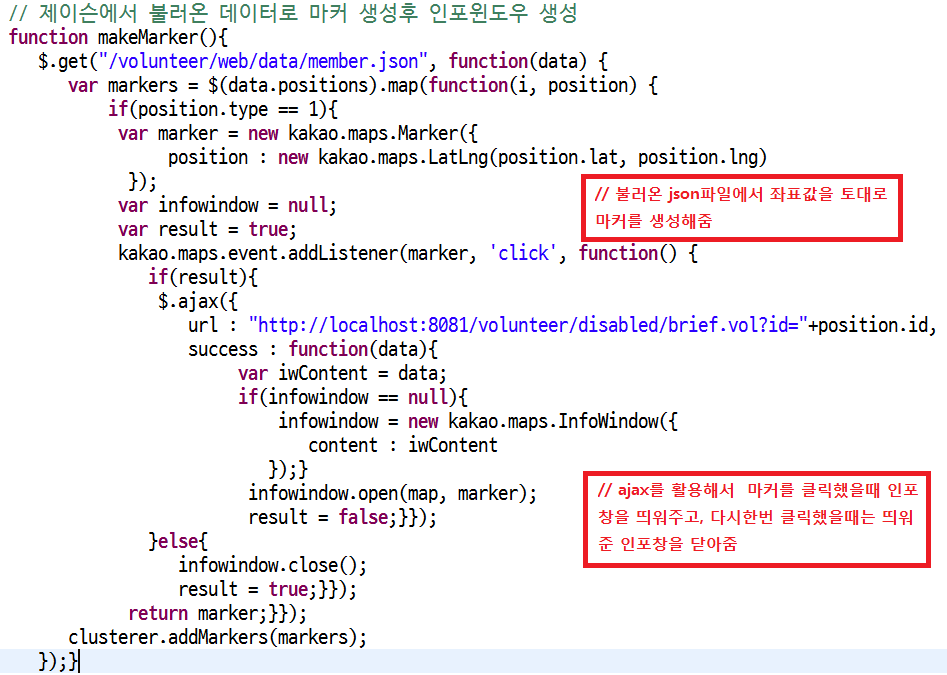 // 제이슨에서 불러온 데이터로 마커 생성후 인포윈도우 생성
function makeMarker(){
$.get("/volunteer/web/data/member.json", function(data) {
var markers = $(data.positions).map(function(i, position) {
if(position.type == 1){
var marker = new kakao.maps.Marker({
position : new kakao.maps.LatLng(position.lat, position.lng)
});
// 불러온 json파일에서 좌표값을 토대로
마커를 생성해줌
var infowindow = null;
var result = true;
kakao.maps.event.addListener(marker, 'click', function() {
if(result){
$.ajax({
url : "http://localhost:8081/volunteer/disabled/brief.vol?id="+position.id,
success : function(data){
var iwContent = data;
if(infowindow == null){
infowindow = new kakao.maps.InfoWindow({
content : iwContent
});}
infowindow.open(map, marker);
result = false;}});
// ajax를 활용해서 마커를 클릭했을때 인포
창을 띄워주고, 다시한번 클릭했을때는 띄워
준 인포창을 닫아줌
}else{
infowindow.close();
result = true;}});
return marker;}});
clusterer.addMarkers(markers);
});}